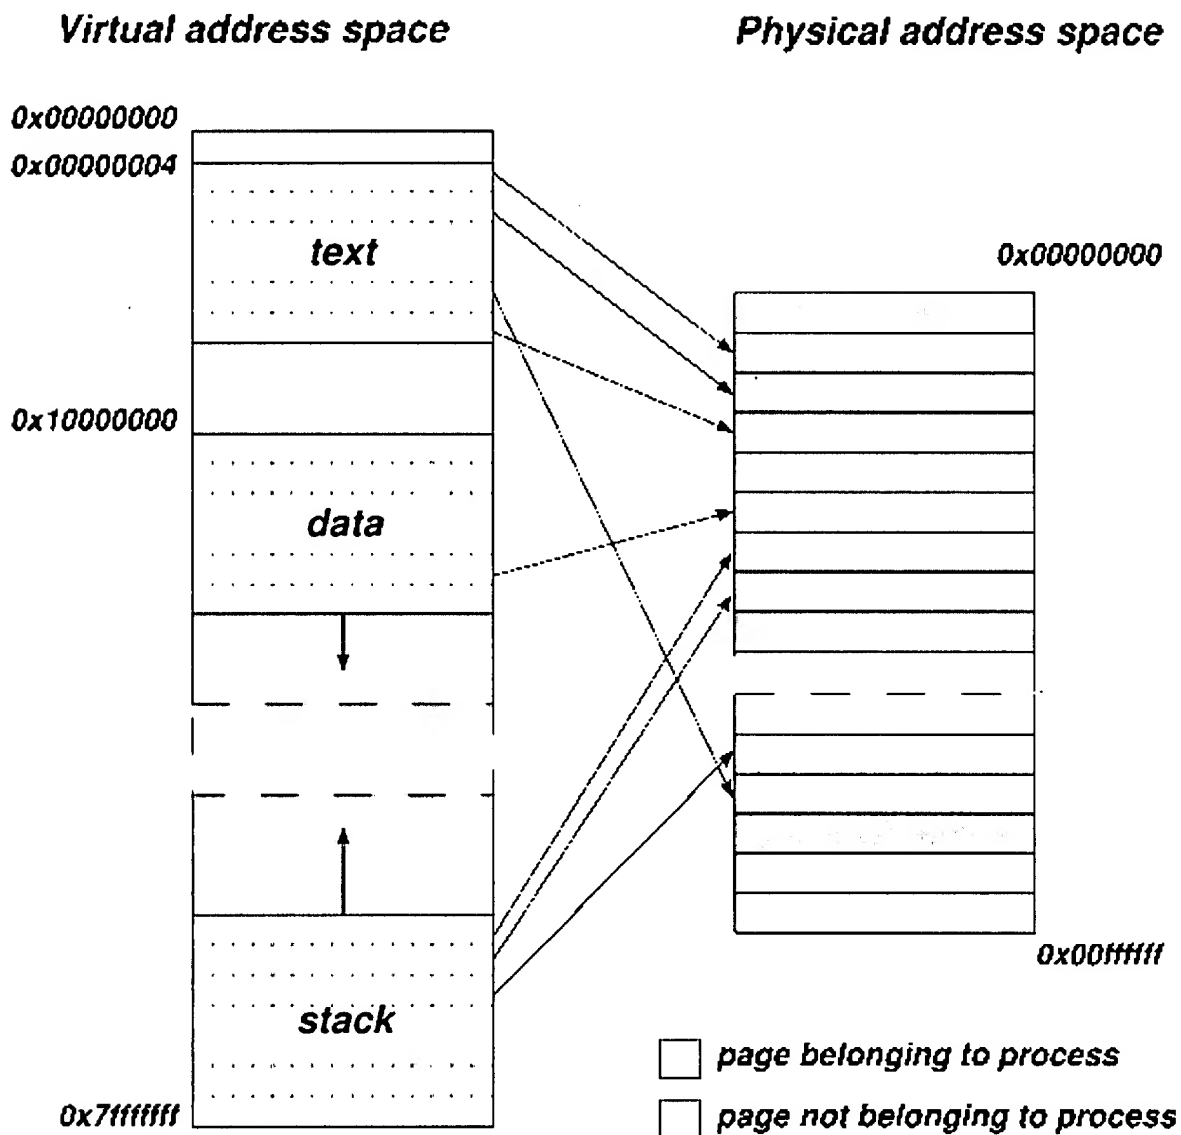 Virtual address space
Physical address space
0x00000000
0x00000004
text
0x00000000
0x10000000
data
0x00ffffff
stack
page belonging to process
0x7fffffff
page not belonging to process